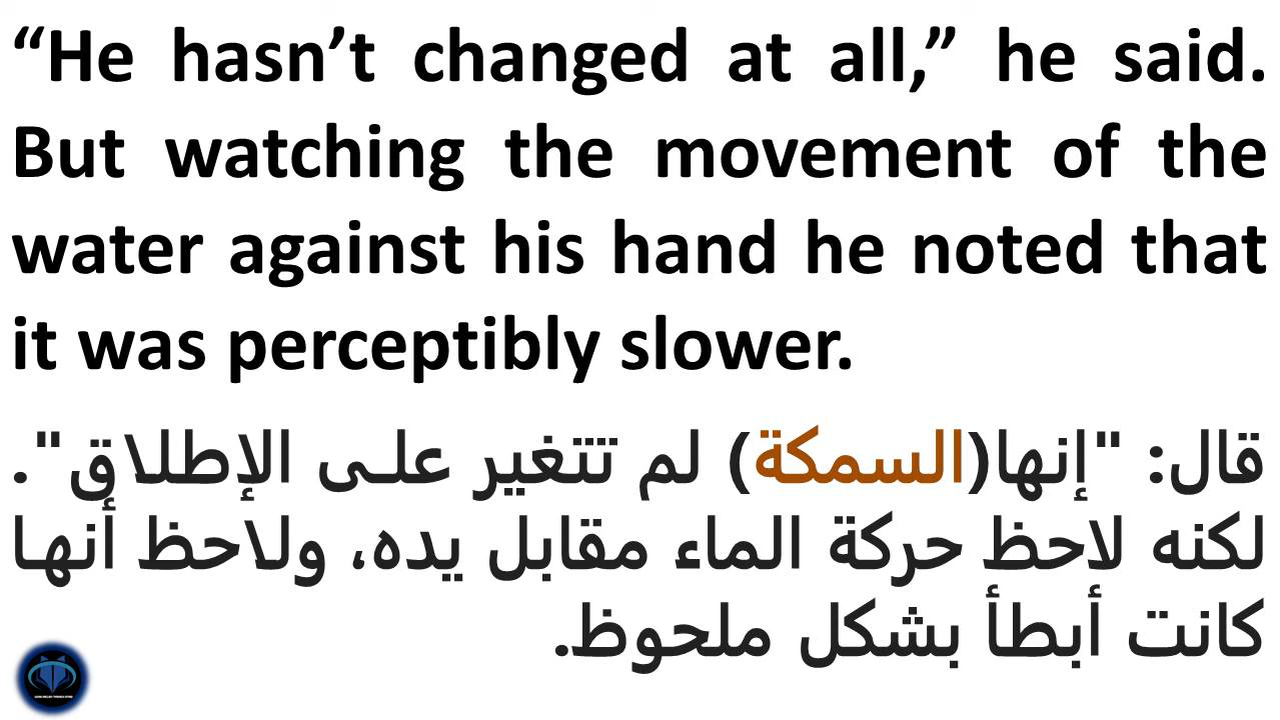 “He hasn’t changed at all,” he said.
But watching the movement of the
water against his hand he noted that
it was perceptibly slower.
قال: "إنها(السمكة) لم تتغير على الإطلاق".
لكنه لاحظ حركة الماء مقابل يده، ولاحظ أنها
كانت أبطأ بشكل ملحوظ.